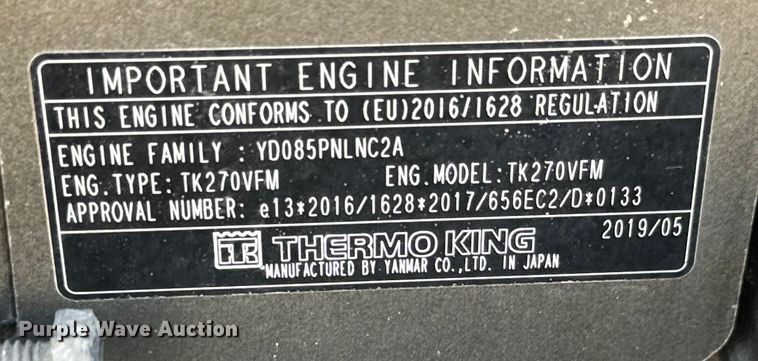 IMPORTANT ENGINE INFORMATION
THIS ENGINE CONFORMS TO (EU)2016/1628 REGULATION
ENGINE FAMILY : YD085PNLNC2A
ENG.TYPE: TK270VFM ENG.MODEL: TK270VFM
APPROVAL NUMBER: e13*2016/1628*2017/656EC2/D*0133
2019/05
TK THERMO KING
MANUFACTURED BY YANMAR CO.,LTD. IN JAPAN
Purple Wave Auction